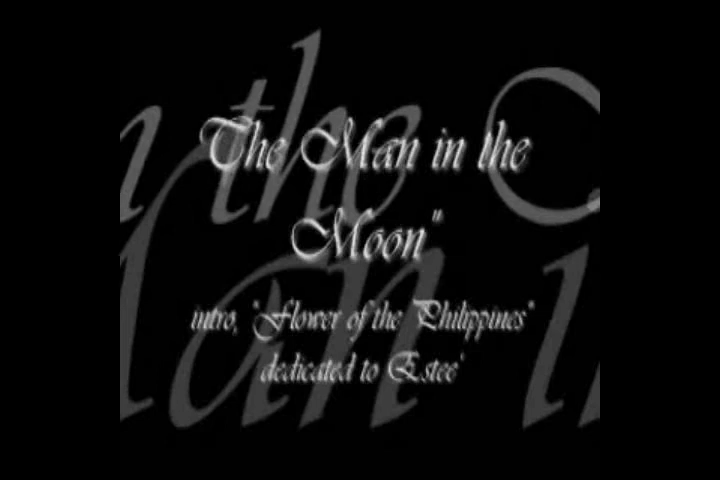 The Man in the
Moon"
intro, "Flower of the Philippines"
dedicated to Estee'